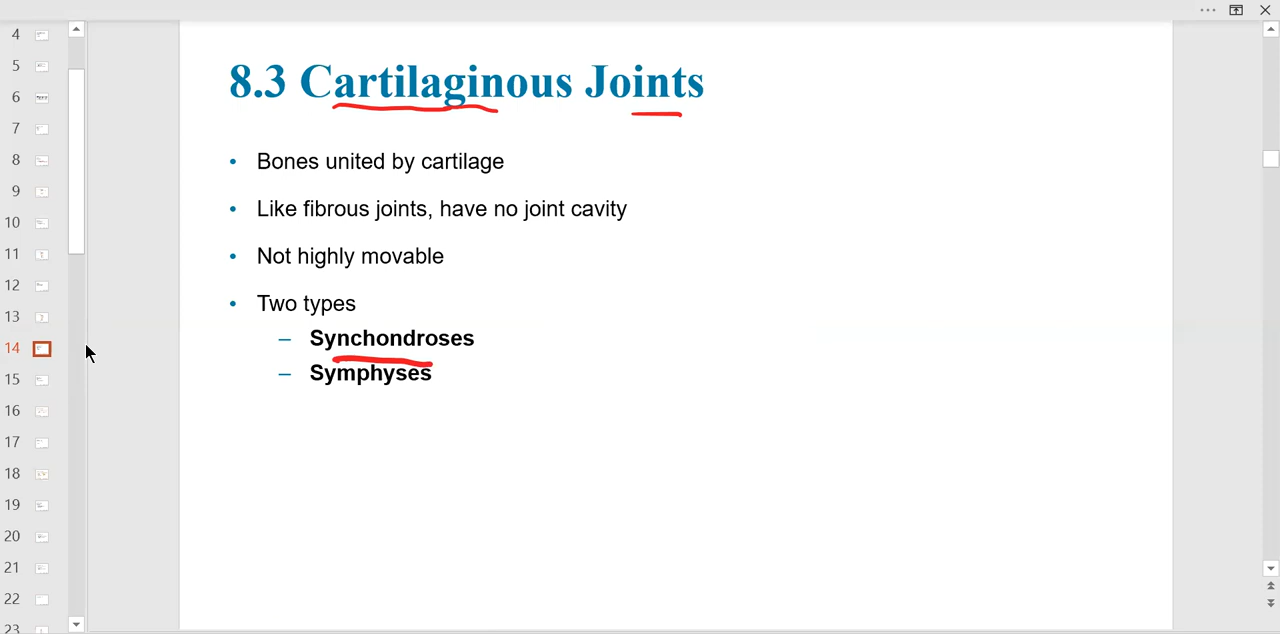 4
5
6
7
8
9
10
11
12
13
14
15
16
17
18
19
20
21
22
23
8.3 Cartilaginous Joints
• Bones united by cartilage
• Like fibrous joints, have no joint cavity
• Not highly movable
• Two types
– Synchondroses
– Symphyses